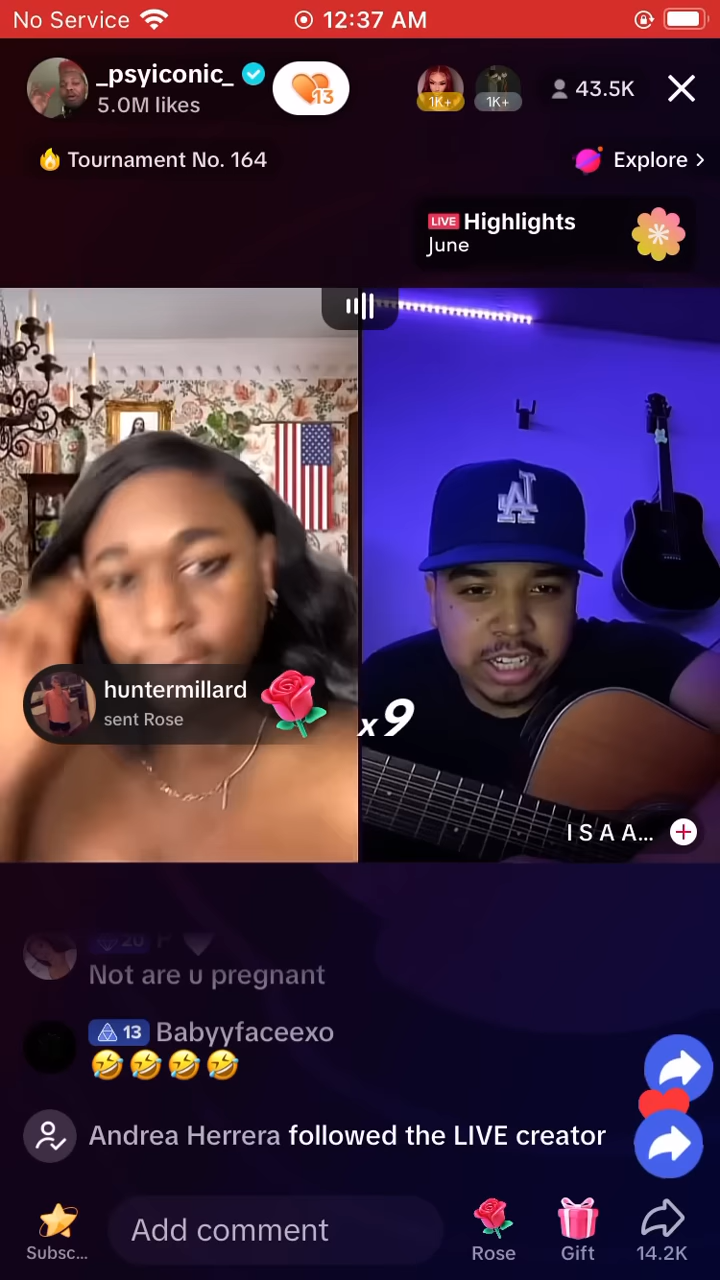 No Service
12:37 AM
_psyiconic_
5.0M likes
13
1K+
1K+
43.5K
Tournament No. 164
Explore >
LIVE Highlights
June
LA
huntermillard
sent Rose
x9
I S A A...
20 P
Not are u pregnant
13 Babyyfaceexo
🤣🤣🤣🤣
Andrea Herrera followed the LIVE creator
Subsc...
Add comment
Rose
Gift
14.2K